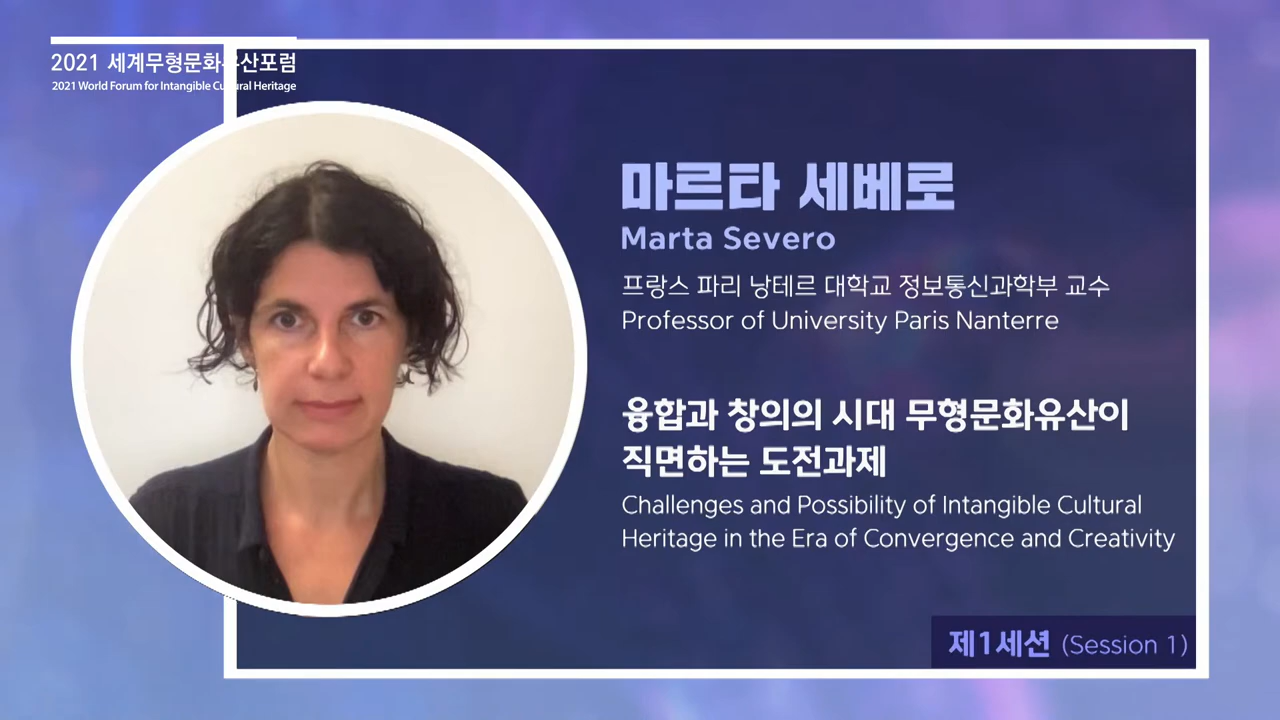 2021 세계무형문화유산포럼
2021 World Forum for Intangible Cultural Heritage
마르타 세베로
Marta Severo
프랑스 파리 낭테르 대학교 정보통신과학부 교수
Professor of University Paris Nanterre
융합과 창의의 시대 무형문화유산이
직면하는 도전과제
Challenges and Possibility of Intangible Cultural
Heritage in the Era of Convergence and Creativity
제1세션 (Session 1)